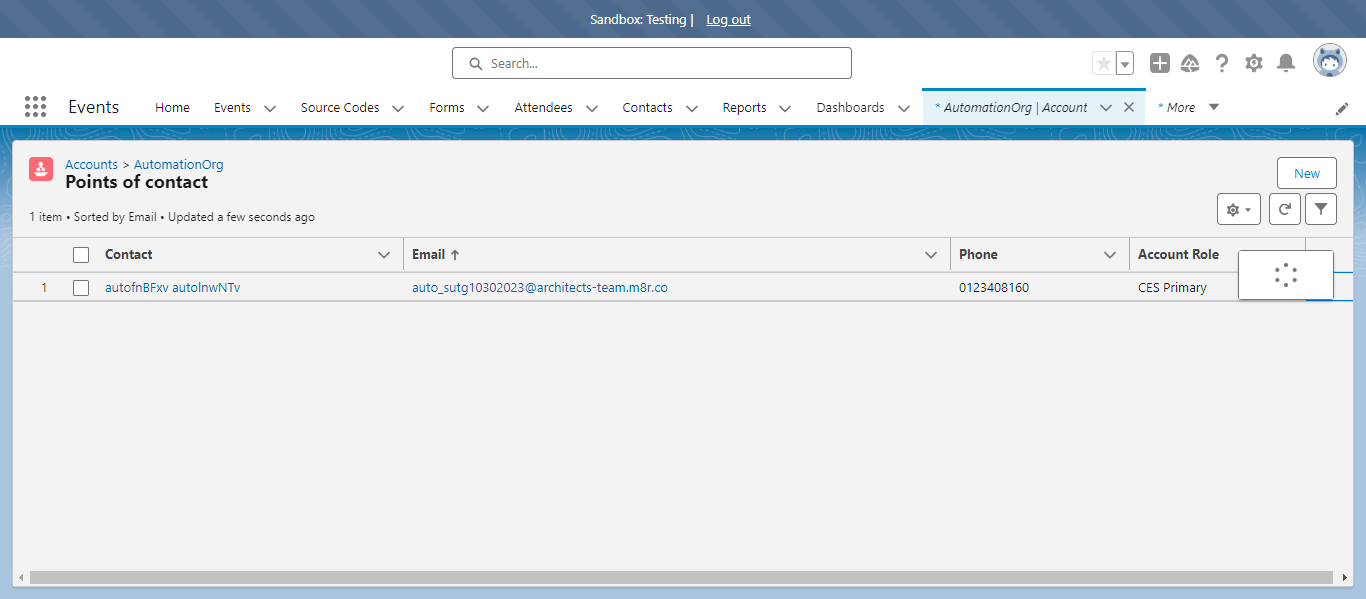 Sandbox: Testing | Log out
Search...
Events Home Events Source Codes Forms Attendees Contacts Reports Dashboards * AutomationOrg | Account * More
Accounts > AutomationOrg
Points of contact
New
1 item • Sorted by Email • Updated a few seconds ago
Contact Email Phone Account Role
1 autofnBFxv autolnwNTv auto_sutg10302023@architects-team.m8r.co 0123408160 CES Primary